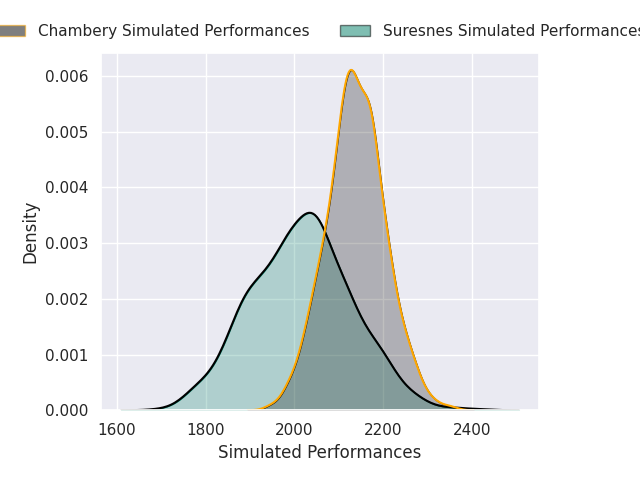 Chambery Simulated Performances
Suresnes Simulated Performances
0.006
0.005
0.004
0.003
0.002
0.001
0.000
Density
1600 1800 2000 2200 2400
Simulated Performances